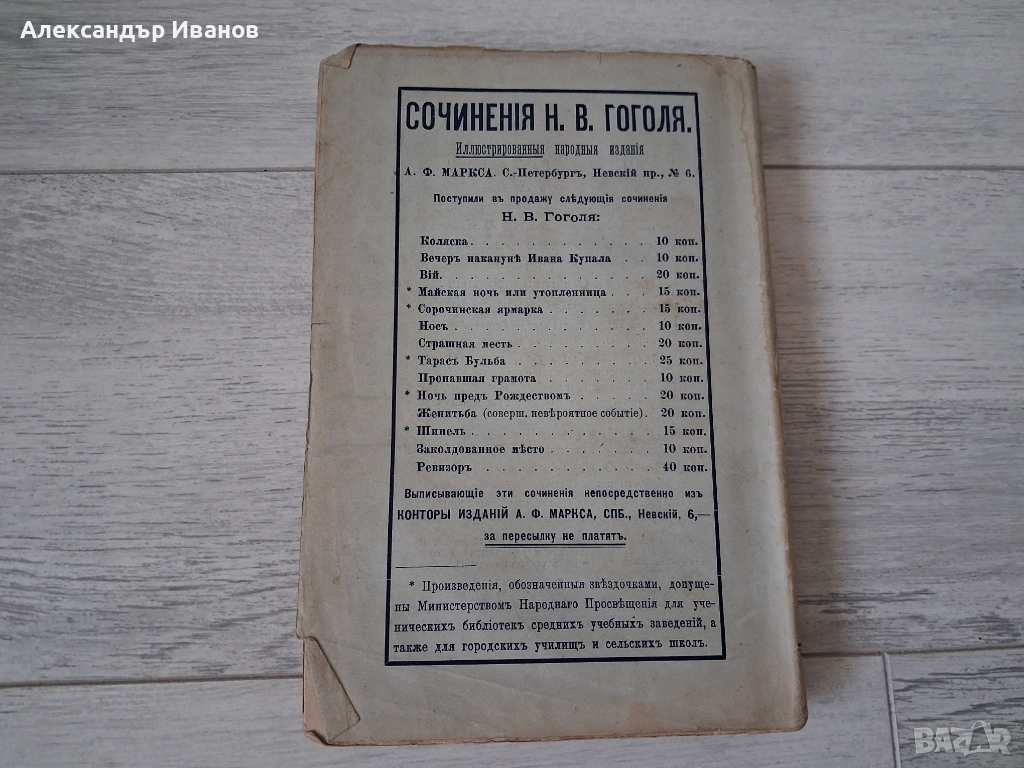 Александър Иванов
СОЧИНЕНІЯ Н. В. ГОГОЛЯ.
Иллюстрированныя народныя изданія
А. Ф. МАРКСА. С.-Петербургъ, Невскій пр., № 6.
Поступили въ продажу слѣдующія сочиненія
Н. В. Гоголя:
Коляска . . . . . . . . . . . . 10 коп.
Вечеръ наканунѣ Ивана Купала . . 10 коп.
Вій. . . . . . . . . . . . . . 20 коп.
* Майская ночь или утопленница . . . 15 коп.
* Сорочинская ярмарка . . . . . . . 15 коп.
Носъ . . . . . . . . . . . . . 10 коп.
Страшная месть . . . . . . . . . 20 коп.
* Тарасъ Бульба . . . . . . . . . . 25 коп.
Пропавшая грамота . . . . . . . . 10 коп.
* Ночь предъ Рождествомъ . . . . . . 20 коп.
Женитьба (соверш. невѣроятное событіе). 20 коп.
* Шинель . . . . . . . . . . . . 15 коп.
Заколдованное мѣсто . . . . . . . 10 коп.
Ревизоръ . . . . . . . . . . . 40 коп.
Выписывающіе эти сочиненія непосредственно изъ
КОНТОРЫ ИЗДАНІЙ А. Ф. МАРКСА, СПБ., Невскій, 6,—
за пересылку не платятъ.
* Произведенія, обозначенныя звѣздочками, допуще-
ны Министерствомъ Народнаго Просвѣщенія для уче-
ническихъ библіотекъ среднихъ учебныхъ заведеній, а
также для городскихъ училищъ и сельскихъ школъ.
BAZAR